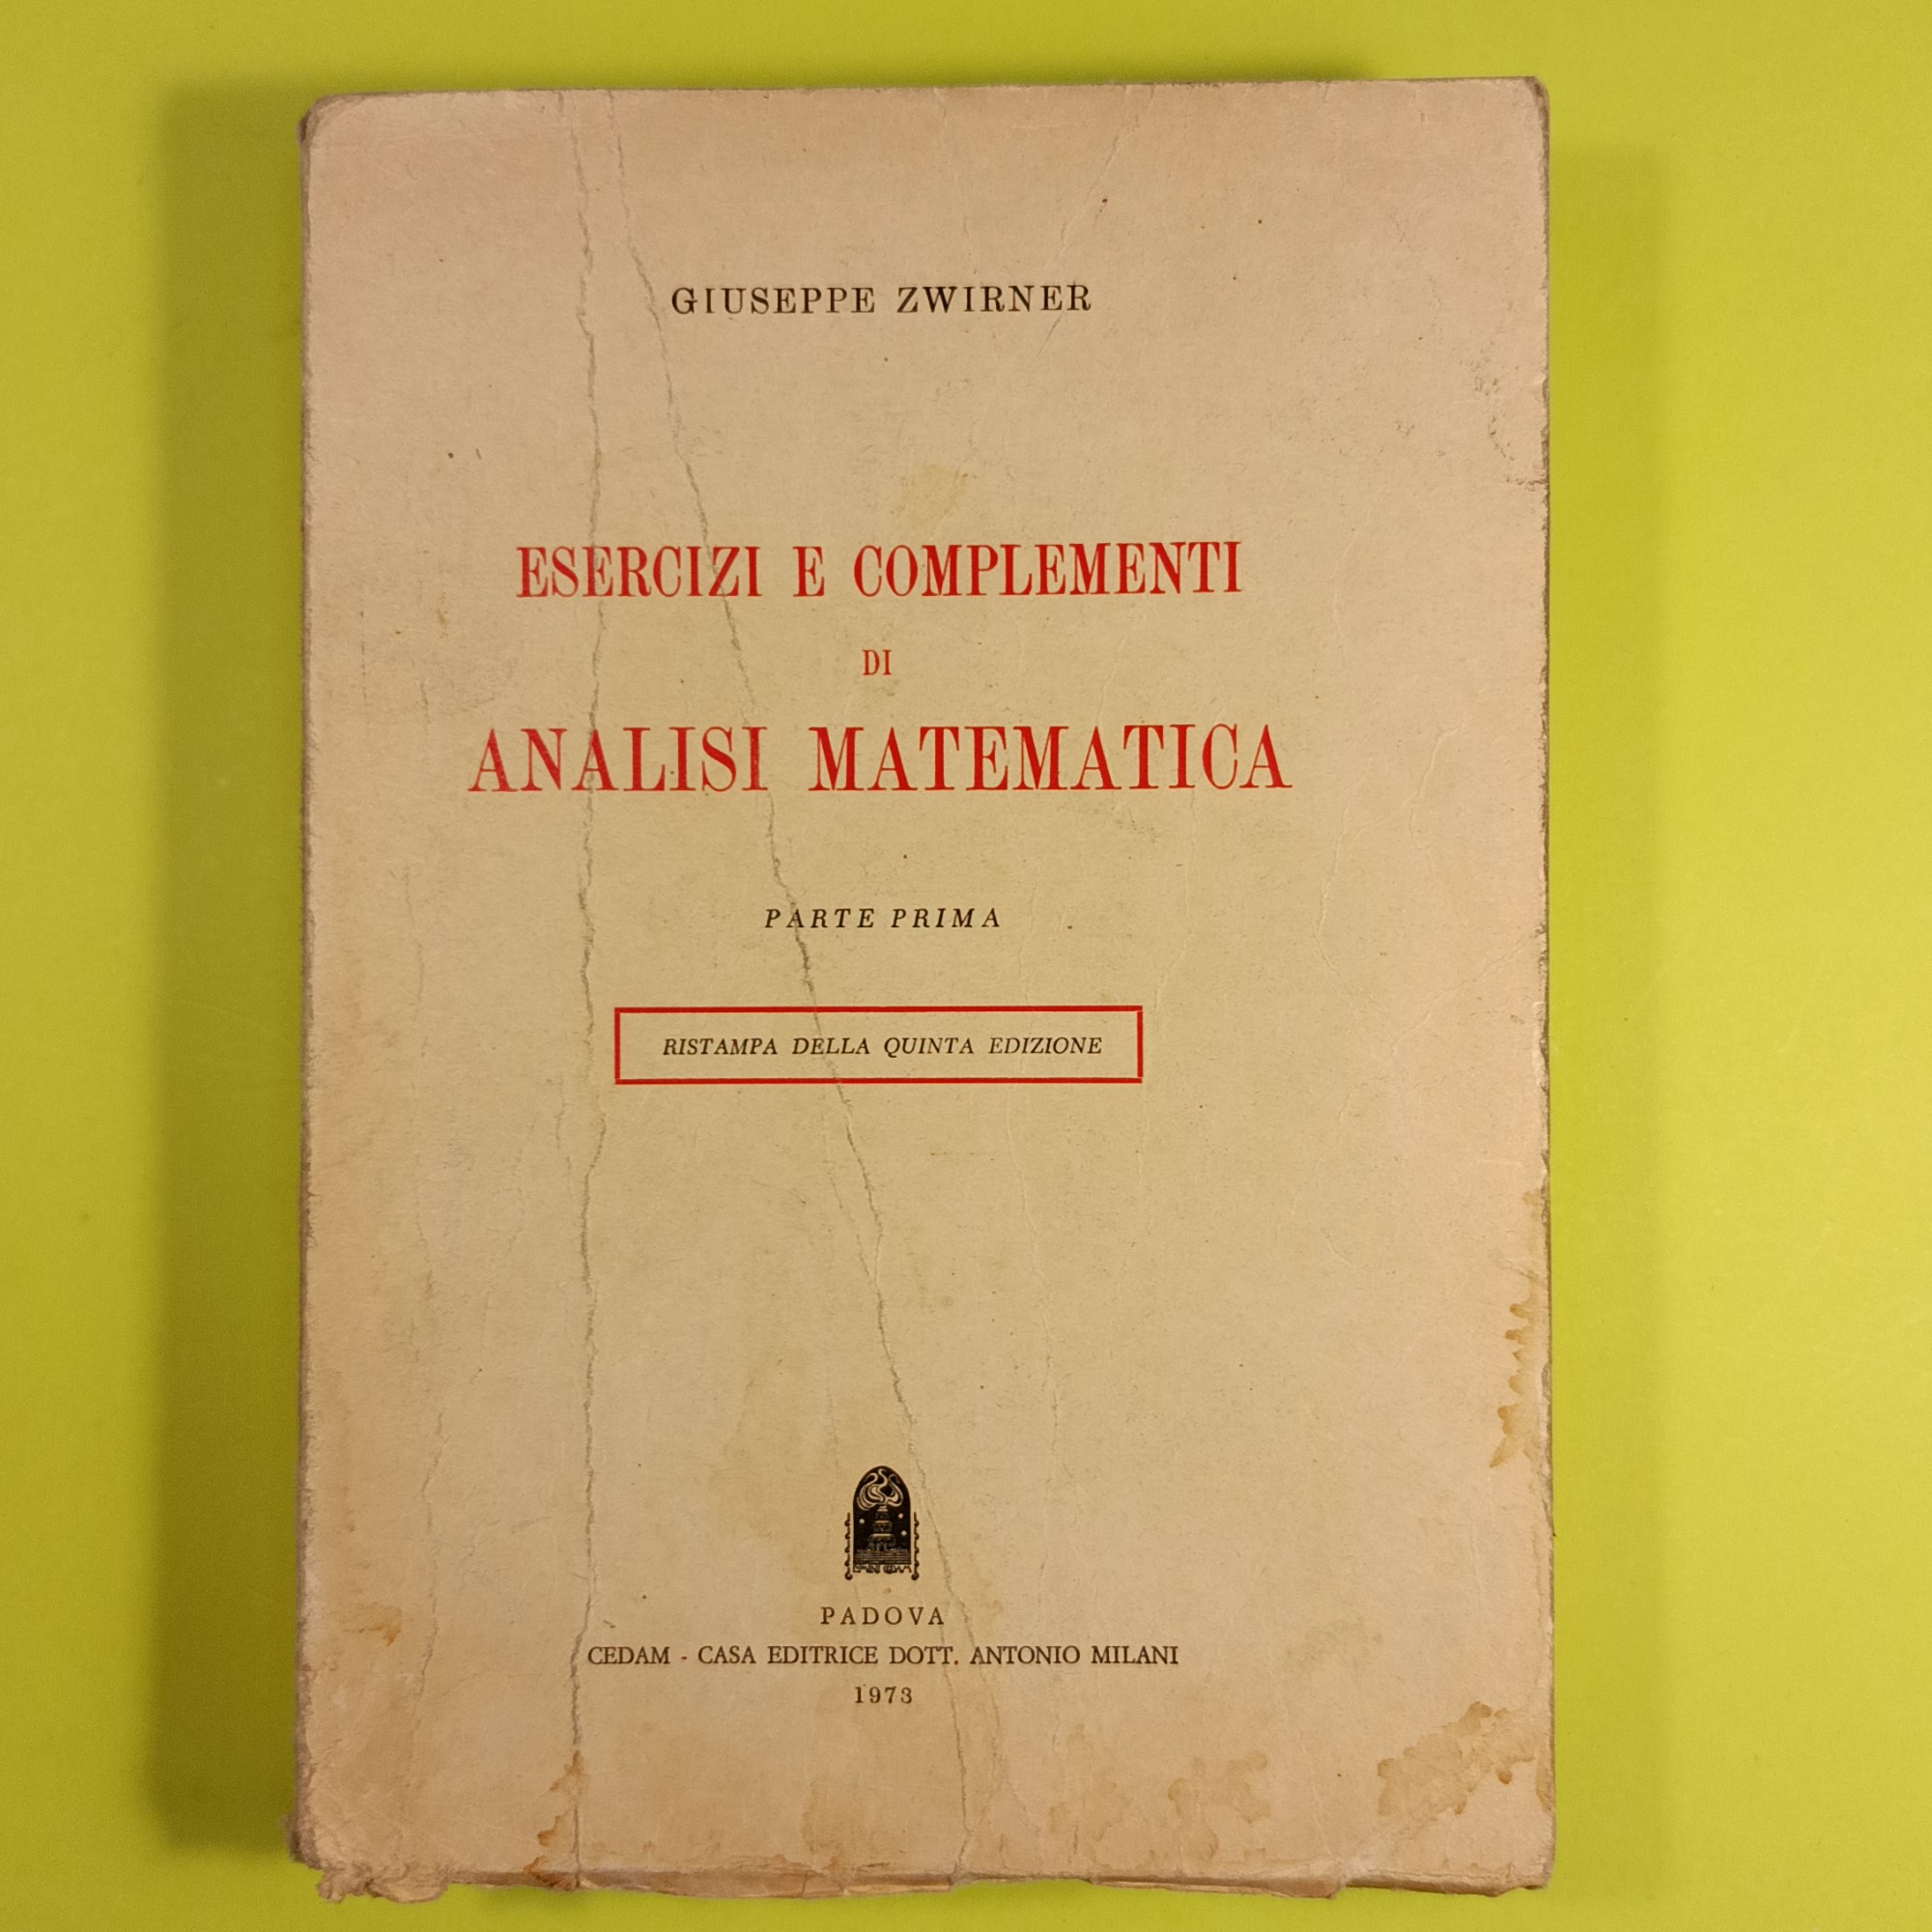 GIUSEPPE ZWIRNER
ESERCIZI E COMPLEMENTI
DI
ANALISI MATEMATICA
PARTE PRIMA
RISTAMPA DELLA QUINTA EDIZIONE
PADOVA
CEDAM - CASA EDITRICE DOTT. ANTONIO MILANI
1973